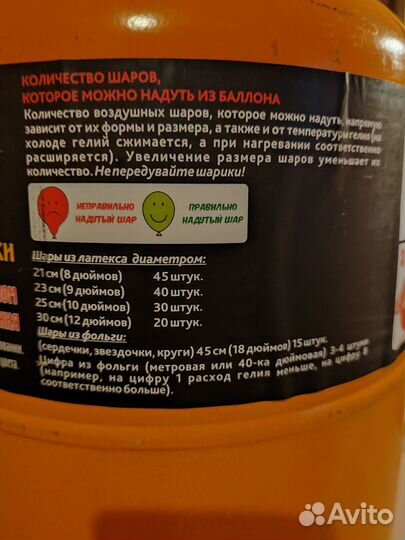 КОЛИЧЕСТВО ШАРОВ,
КОТОРОЕ МОЖНО НАДУТЬ ИЗ БАЛЛОНА
Количество воздушных шаров, которое можно надуть, напрямую
зависит от их формы и размера, а также и от температуры гелия (на
холоде гелий сжимается, а при нагревании соответственно
расширяется). Увеличение размера шаров уменьшает их
количество. Не передувайте шарики!
НЕПРАВИЛЬНО
НАДУТЫЙ ШАР
ПРАВИЛЬНО
НАДУТЫЙ ШАР
Шары из латекса диаметром:
21 см (8 дюймов) 45 штук.
23 см (9 дюймов) 40 штук.
25 см (10 дюймов) 30 штук.
30 см (12 дюймов) 20 штук.
Шары из фольги:
(сердечки, звездочки, круги) 45 см (18 дюймов) 15 штук.
Цифра из фольги (метровая или 40-ка дюймовая) 3-4 штуки
(например, на цифру 1 расход гелия меньше, на цифру 8
соответственно больше).
Avito